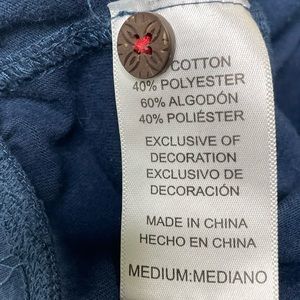 COTTON
40% POLYESTER
60% ALGODÓN
40% POLIÉSTER
EXCLUSIVE OF
DECORATION
EXCLUSIVO DE
DECORACIÓN
MADE IN CHINA
HECHO EN CHINA
MEDIUM:MEDIANO